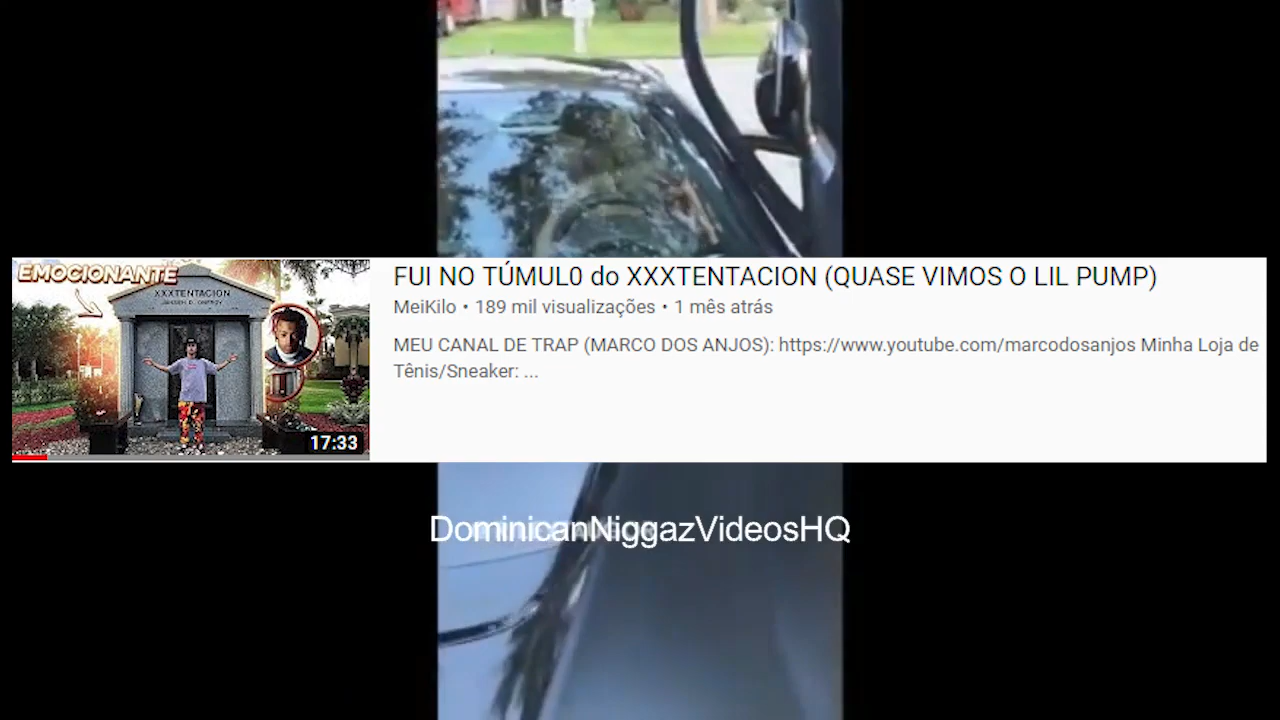 EMOCIONANTE
XXXTENTACION
JAHSEH D. ONFROY
17:33
FUI NO TÚMUL0 do XXXTENTACION (QUASE VIMOS O LIL PUMP)
MeiKilo • 189 mil visualizações • 1 mês atrás
MEU CANAL DE TRAP (MARCO DOS ANJOS): https://www.youtube.com/marcodosanjos Minha Loja de
Tênis/Sneaker: ...
DominicanNiggazVideosHQ